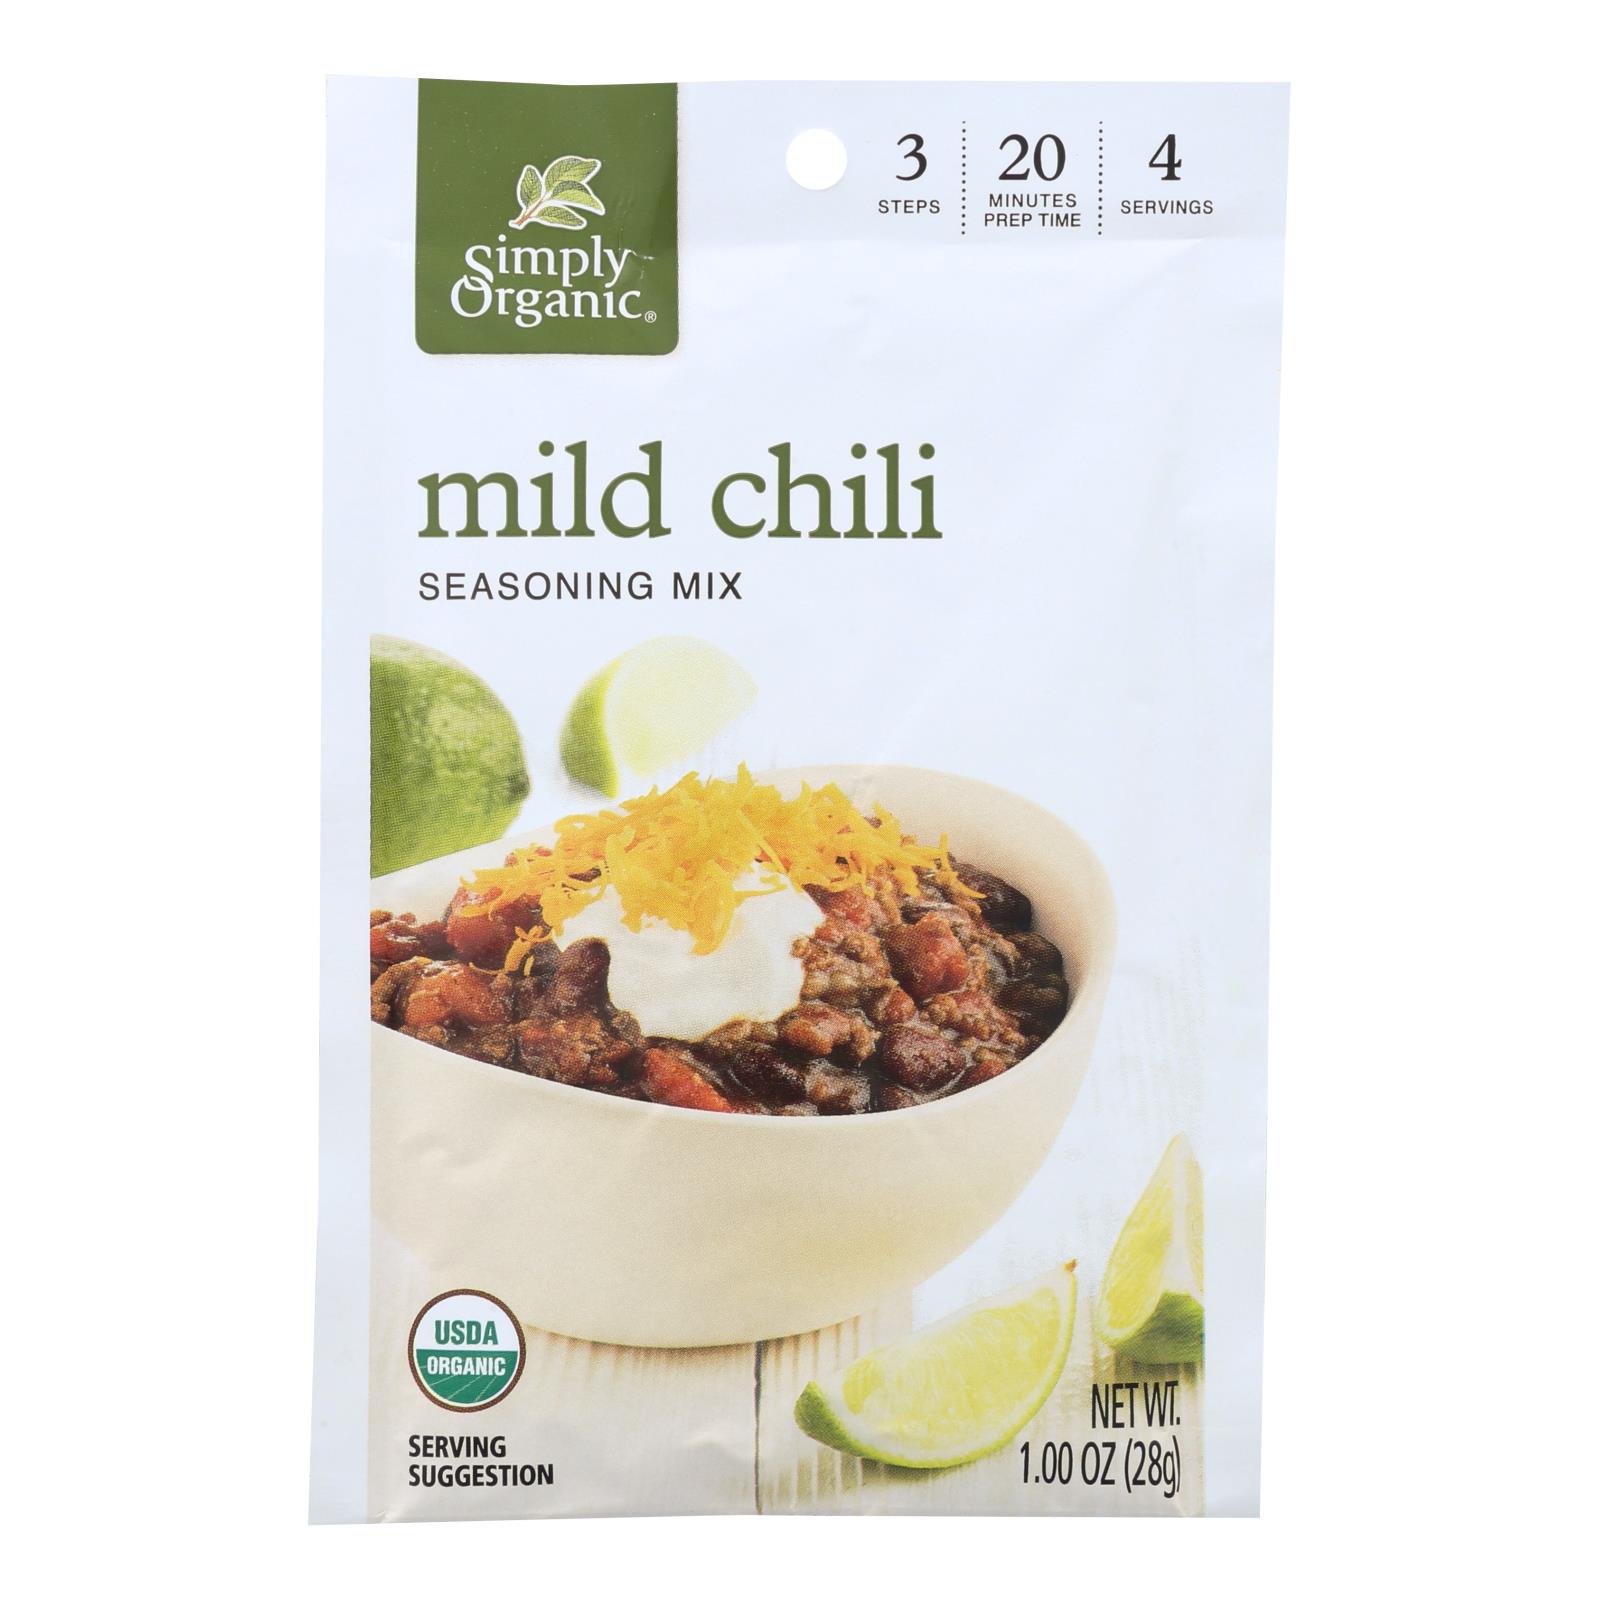 Simply
Organic®
3
STEPS
20
MINUTES
PREP TIME
4
SERVINGS
mild chili
SEASONING MIX
USDA
ORGANIC
SERVING
SUGGESTION
NET WT.
1.00 OZ (28g)